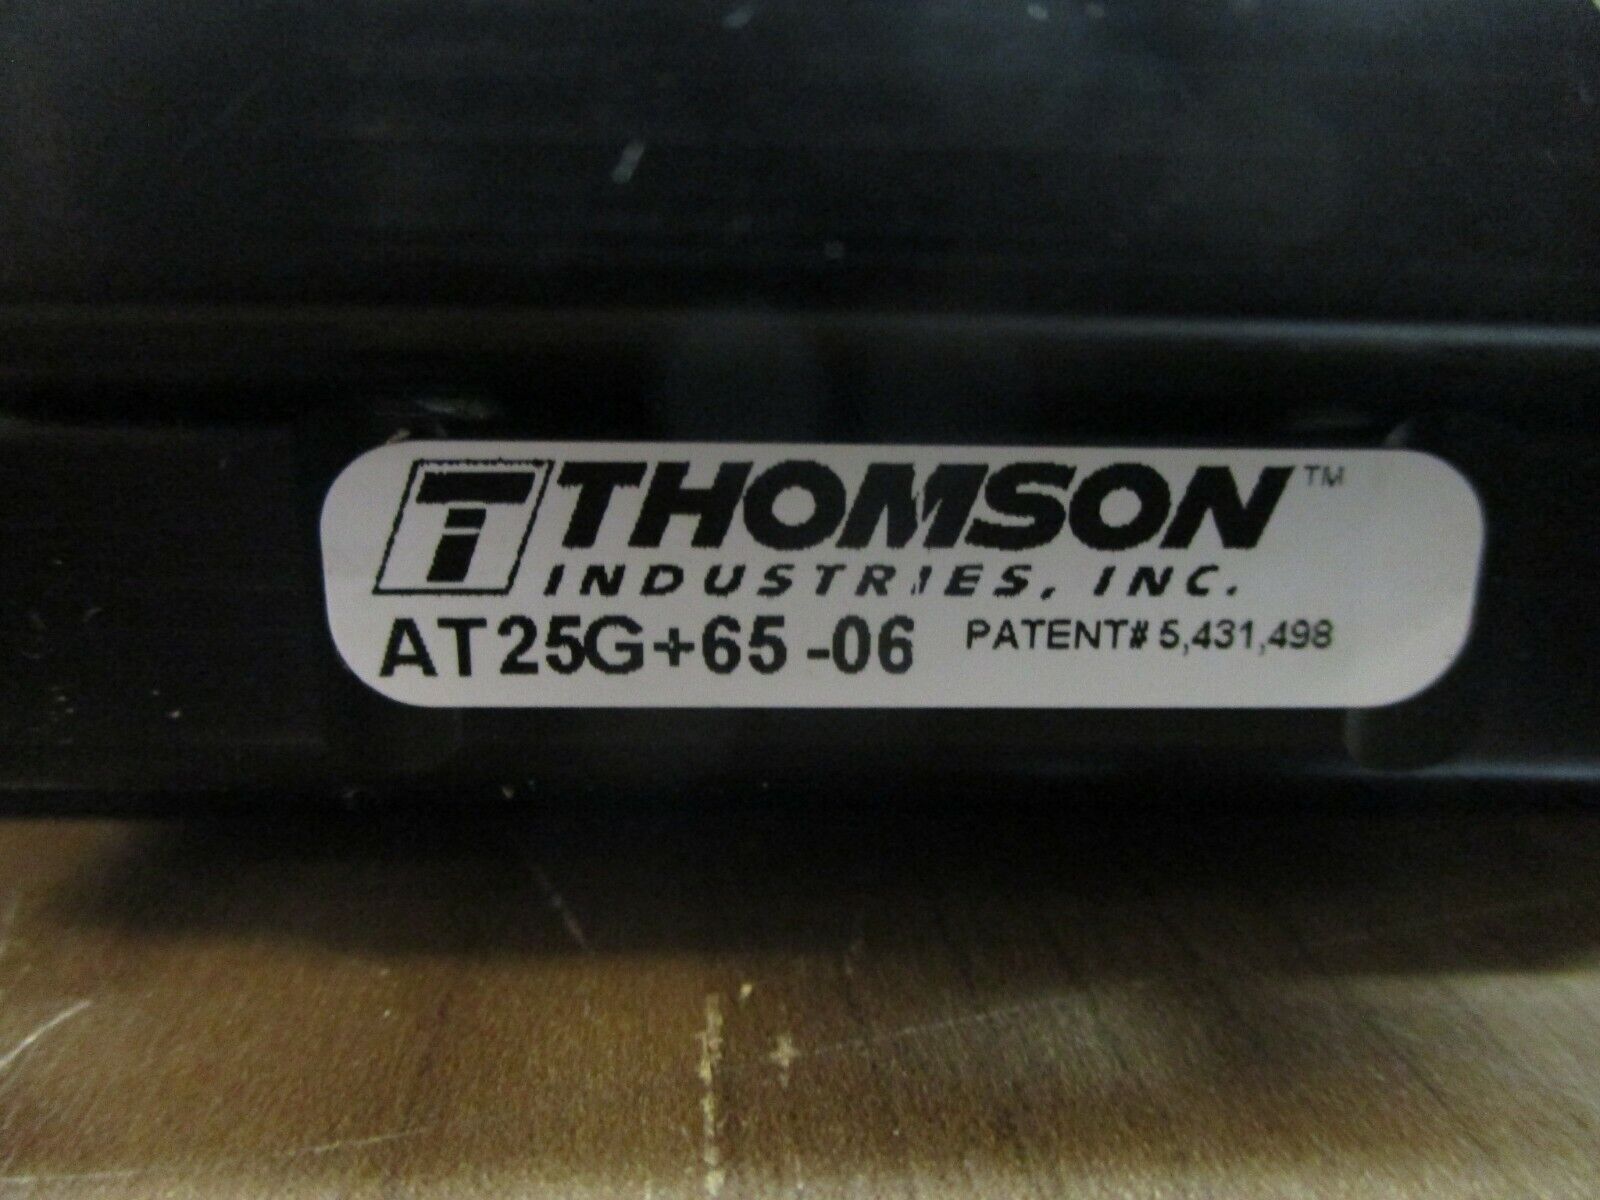 THOMSON™
INDUSTRIES, INC.
AT25G+65-06 PATENT# 5,431,498